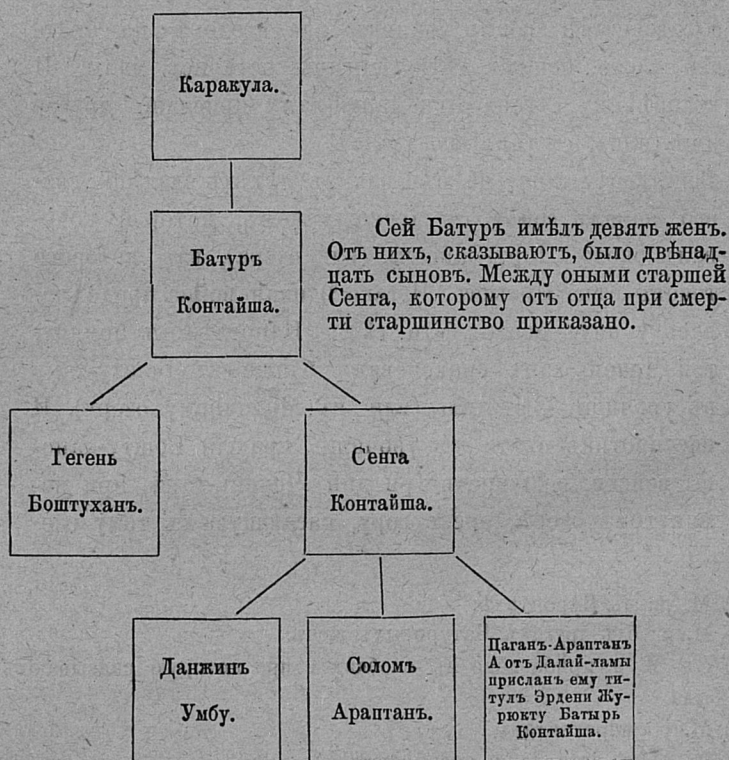 Каракула.
Батуръ
Контайша.
Сей Батуръ имѣлъ девять женъ.
Отъ нихъ, сказываютъ, было двѣнад-
цать сыновъ. Между оными старшей
Сенга, которому отъ отца при смер-
ти старшинство приказано.
Гегень
Боштуханъ.
Сенга
Контайша.
Данжинъ
Умбу.
Соломъ
Араптанъ.
Цаганъ-Араптанъ
А отъ Далай-ламы
присланъ ему ти-
тулъ Эрдени Жу-
рюкту Батырь
Контайша.